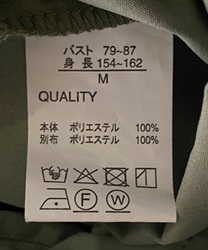 バスト 79~87
身 長 154~162
M
QUALITY
本体 ポリエステル 100%
別布 ポリエステル 100%
F W